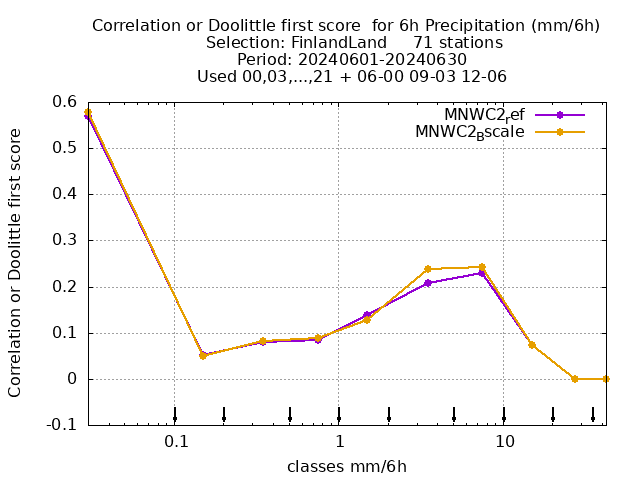 Correlation or Doolittle first score  for 6h Precipitation (mm/6h)
Selection: FinlandLand     71 stations
Period: 20240601-20240630
Used 00,03,...,21 + 06-00 09-03 12-06
MNWC2ref
MNWC2Bscale
Correlation or Doolittle first score
0.6
0.5
0.4
0.3
0.2
0.1
0
-0.1
0.1 1 10
classes mm/6h